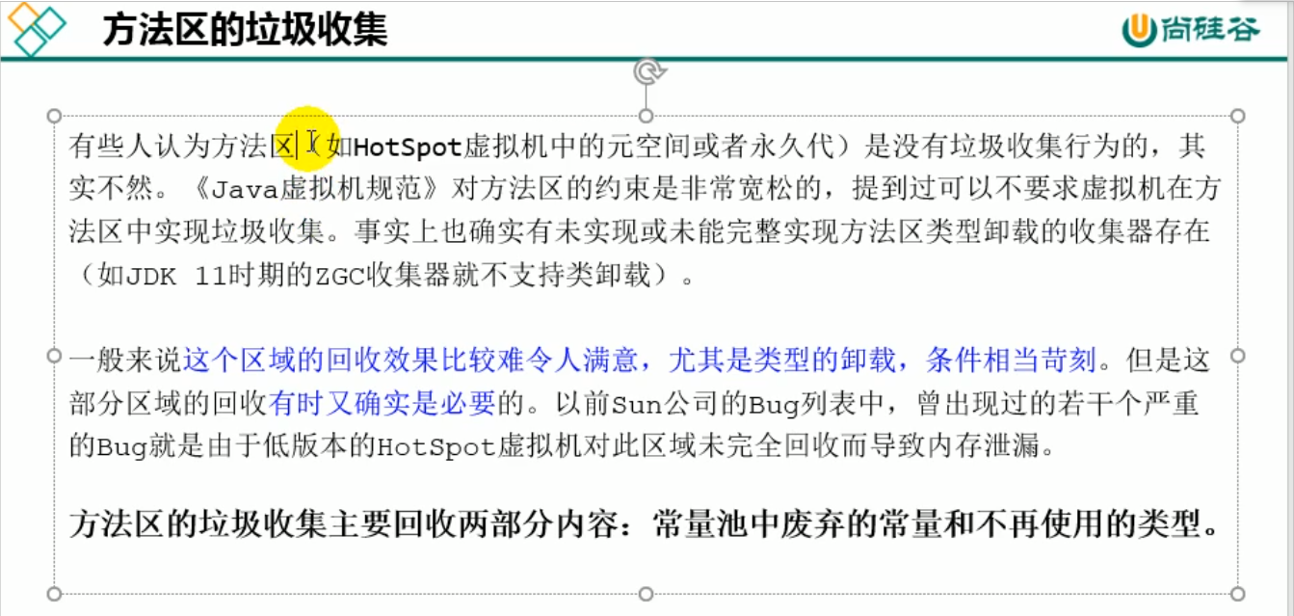 方法区的垃圾收集
尚硅谷
有些人认为方法区（如HotSpot虚拟机中的元空间或者永久代）是没有垃圾收集行为的，其
实不然。《Java虚拟机规范》对方法区的约束是非常宽松的，提到过可以不要求虚拟机在方
法区中实现垃圾收集。事实上也确实有未实现或未能完整实现方法区类型卸载的收集器存在
（如JDK 11时期的ZGC收集器就不支持类卸载）。
一般来说这个区域的回收效果比较难令人满意，尤其是类型的卸载，条件相当苛刻。但是这
部分区域的回收有时又确实是必要的。以前Sun公司的Bug列表中，曾出现过的若干个严重
的Bug就是由于低版本的HotSpot虚拟机对此区域未完全回收而导致内存泄漏。
方法区的垃圾收集主要回收两部分内容：常量池中废弃的常量和不再使用的类型。